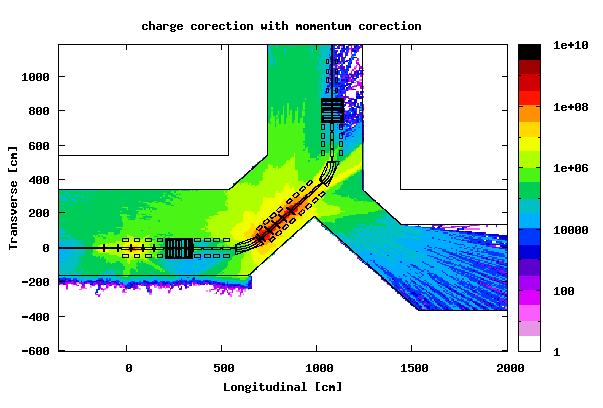 charge corection with momentum corection
1e+10
1000
800
1e+08
600
1e+06
400
200
10000
0
-200
100
-400
-600
1
0
500
1000
1500
2000
Transverse [cm]
Longitudinal [cm]